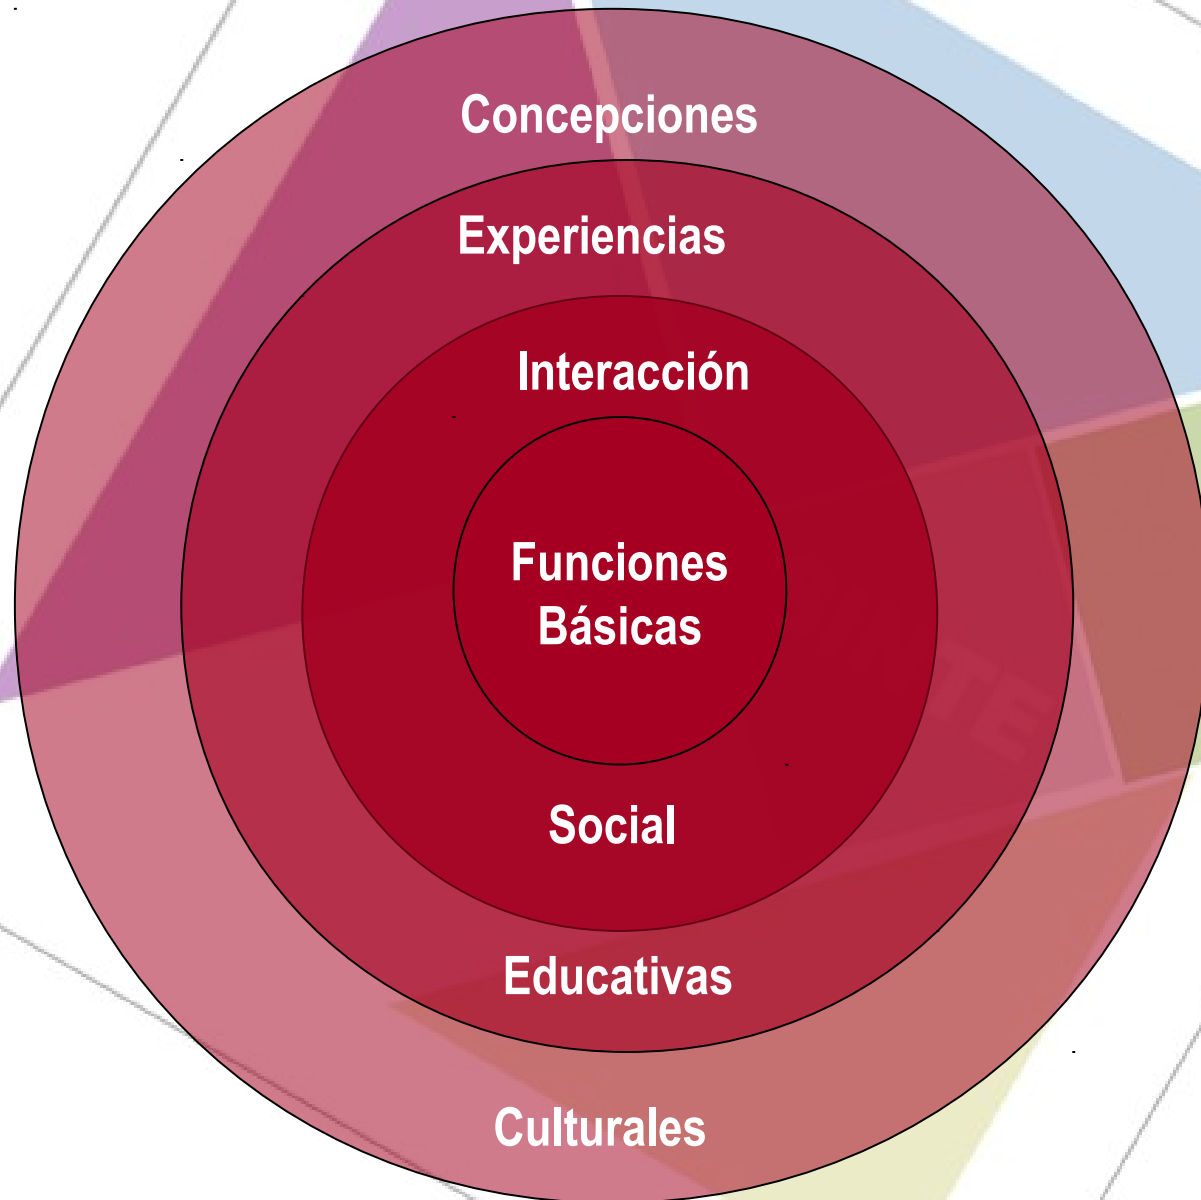 Concepciones
Experiencias
Interacción
Funciones
Básicas
Social
Educativas
Culturales